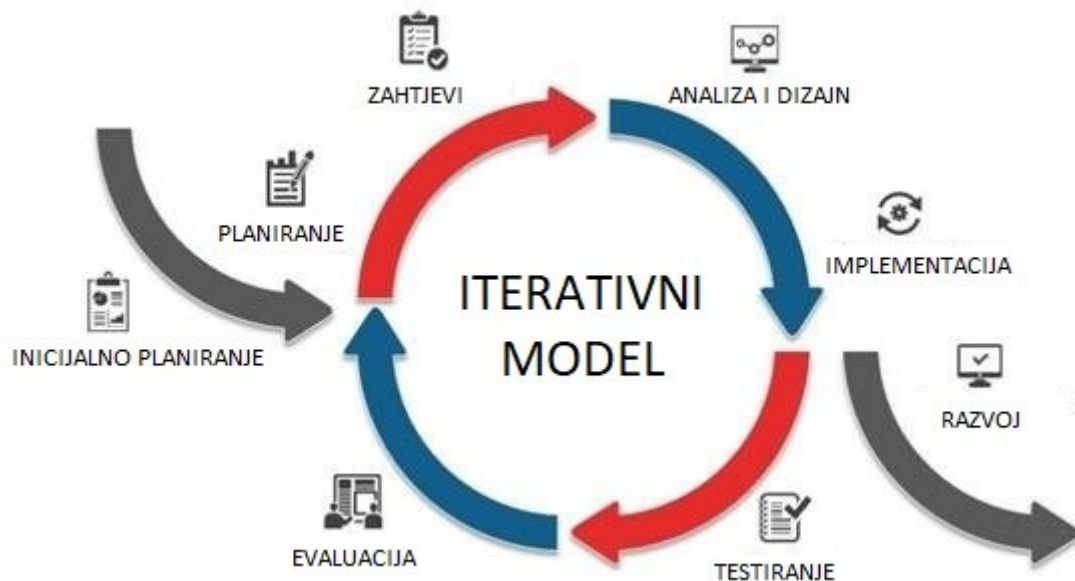 ZAHTJEVI
ANALIZA I DIZAJN
PLANIRANJE
IMPLEMENTACIJA
ITERATIVNI
MODEL
INICIJALNO PLANIRANJE
RAZVOJ
EVALUACIJA
TESTIRANJE